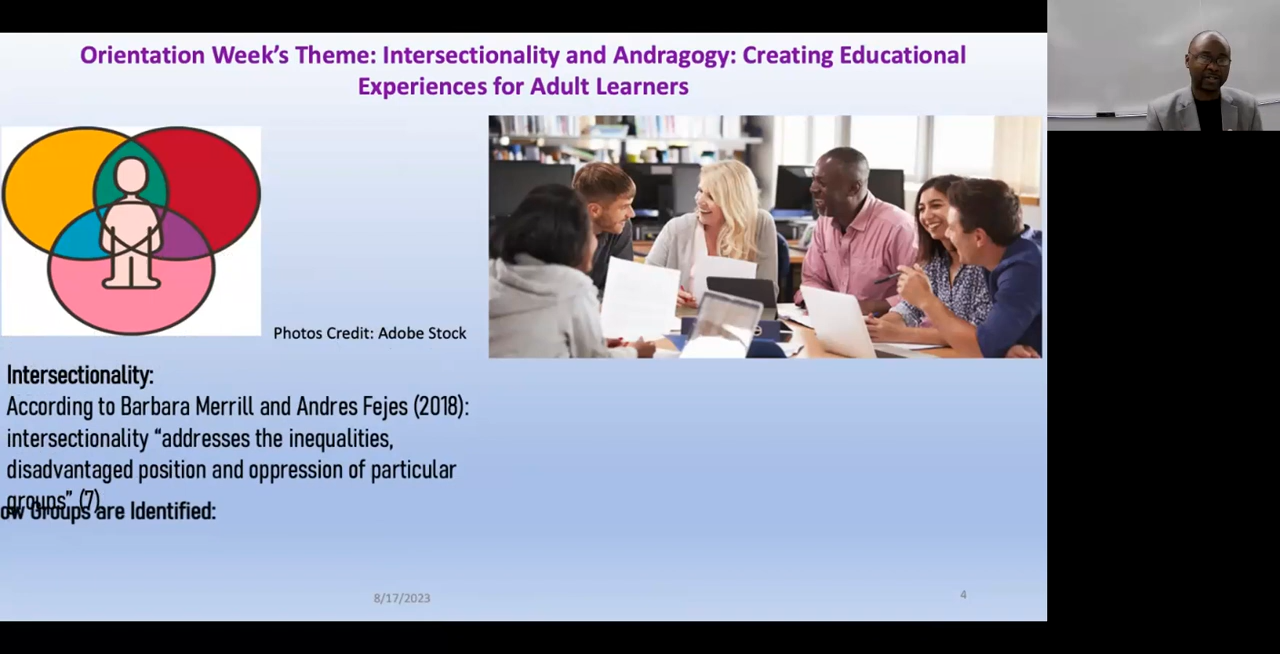 Orientation Week's Theme: Intersectionality and Andragogy: Creating Educational
Experiences for Adult Learners
Photos Credit: Adobe Stock
Intersectionality:
According to Barbara Merrill and Andres Fejes (2018):
intersectionality “addresses the inequalities,
disadvantaged position and oppression of particular
groups” (7)
ow Groups are Identified:
8/17/2023
4